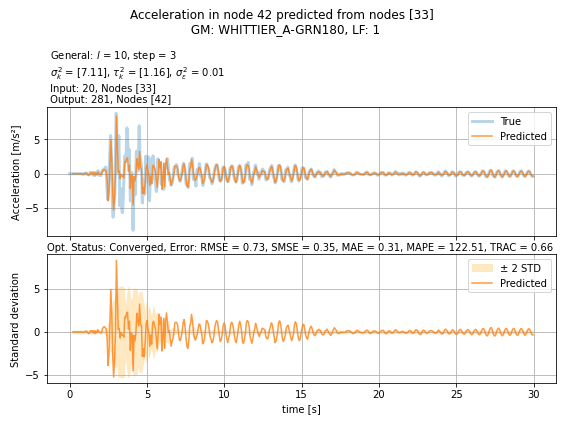 Acceleration in node 42 predicted from nodes [33]
GM: WHITTIER_A-GRN180, LF: 1
General: l = 10, step = 3
σ²ₖ = [7.11], τ²ₖ = [1.16], σ²ε = 0.01
Input: 20, Nodes [33]
Output: 281, Nodes [42]
Acceleration [m/s²]
5
0
−5
True
Predicted
Opt. Status: Converged, Error: RMSE = 0.73, SMSE = 0.35, MAE = 0.31, MAPE = 122.51, TRAC = 0.66
Standard deviation
5
0
−5
± 2 STD
Predicted
0 5 10 15 20 25 30
time [s]